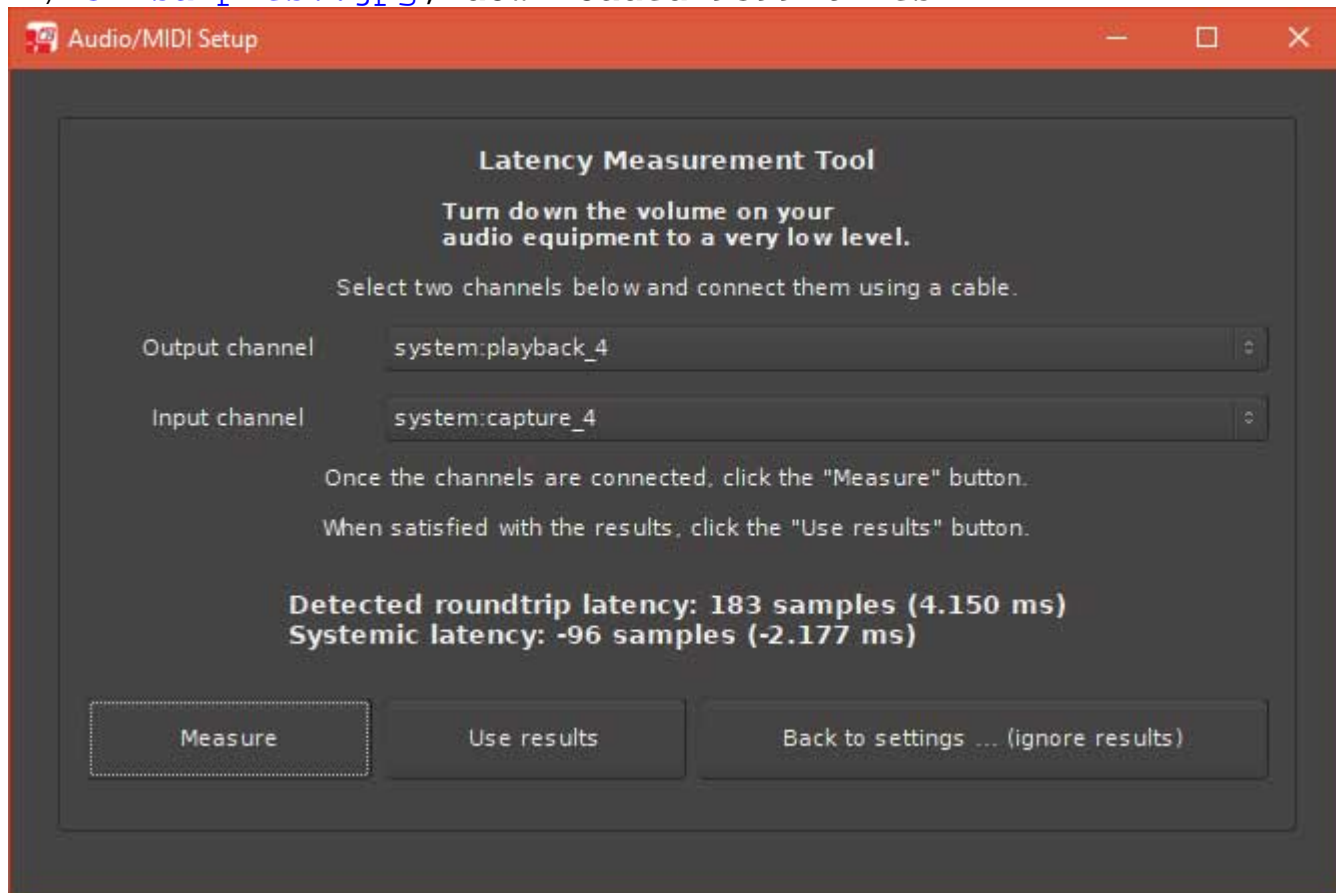 Audio/MIDI Setup
Latency Measurement Tool
Turn down the volume on your
audio equipment to a very low level.
Select two channels below and connect them using a cable.
Output channel system:playback_4
Input channel system:capture_4
Once the channels are connected, click the "Measure" button.
When satisfied with the results, click the "Use results" button.
Detected roundtrip latency: 183 samples (4.150 ms)
Systemic latency: -96 samples (-2.177 ms)
Measure Use results Back to settings ... (ignore results)